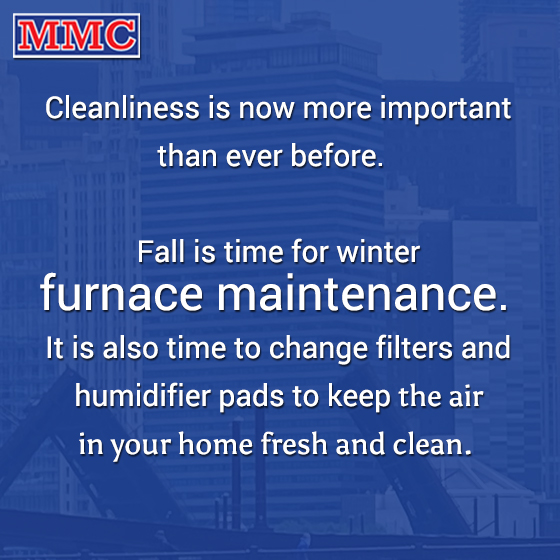 MMC
Cleanliness is now more important
than ever before.
Fall is time for winter
furnace maintenance.
It is also time to change filters and
humidifier pads to keep the air
in your home fresh and clean.